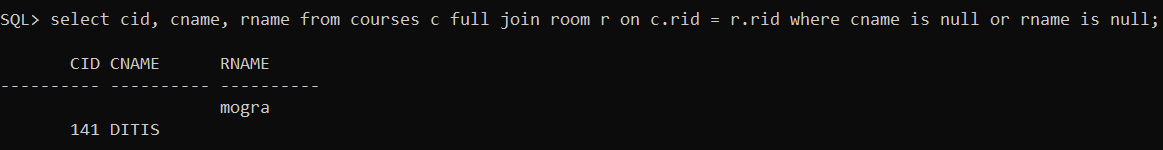 SQL> select cid, cname, rname from courses c full join room r on c.rid = r.rid where cname is null or rname is null;
       CID CNAME      RNAME
---------- ---------- ----------
                      mogra
       141 DITIS